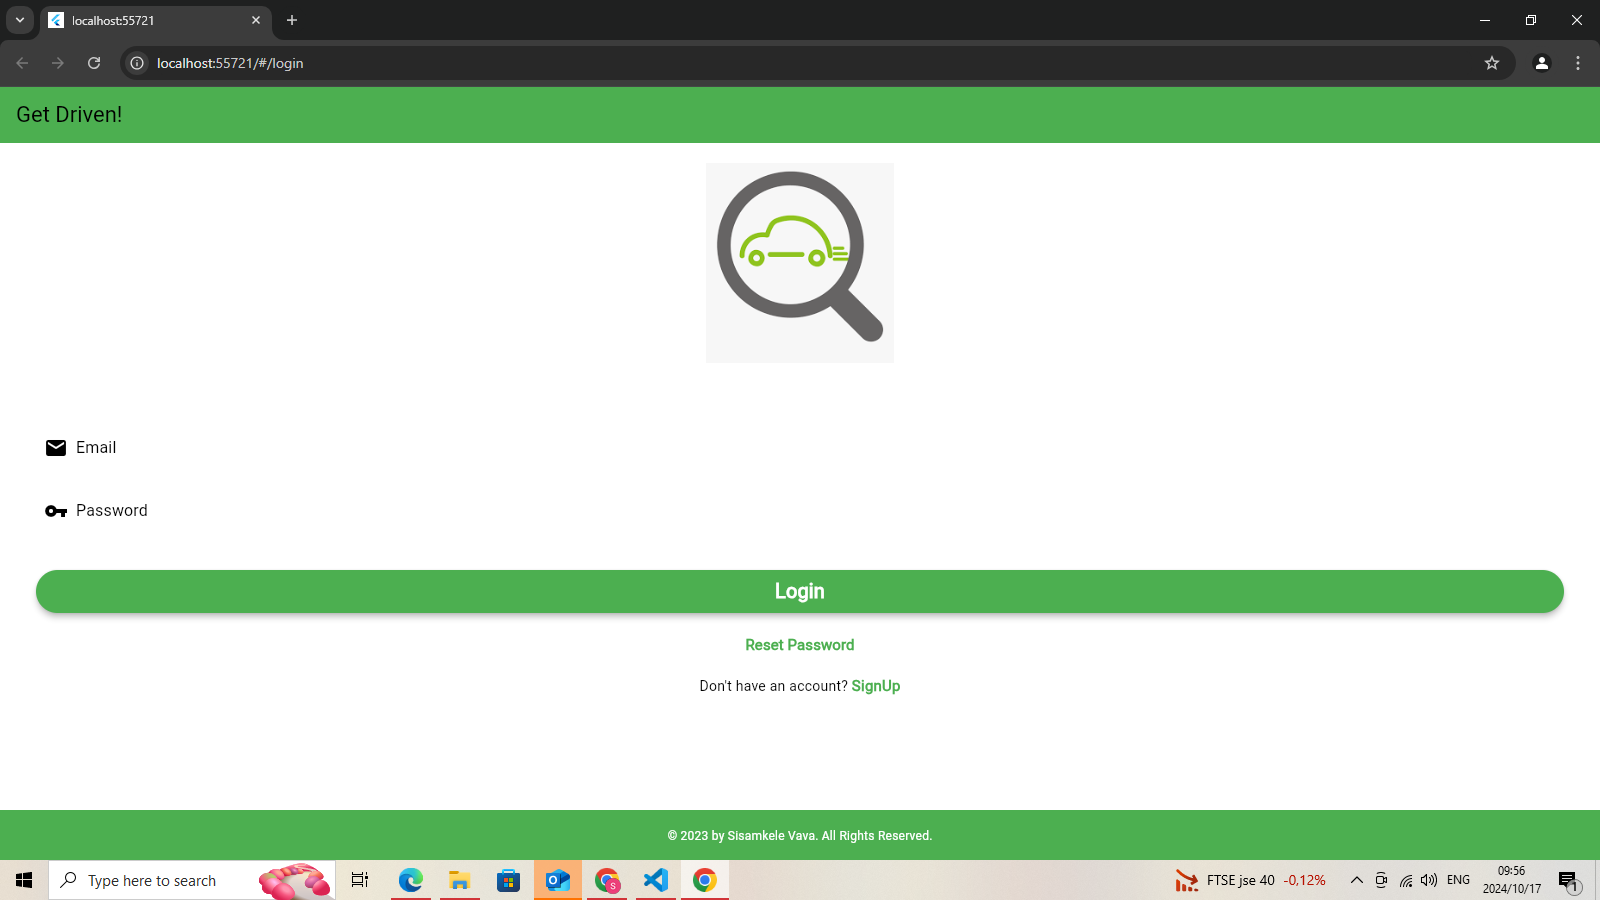 localhost:55721
localhost:55721/#/login
Get Driven!
Email
Password
Login
Reset Password
Don't have an account? SignUp
© 2023 by Sisamkele Vava. All Rights Reserved.
Type here to search
S
FTSE jse 40 -0,12%
ENG
09:56
2024/10/17
1